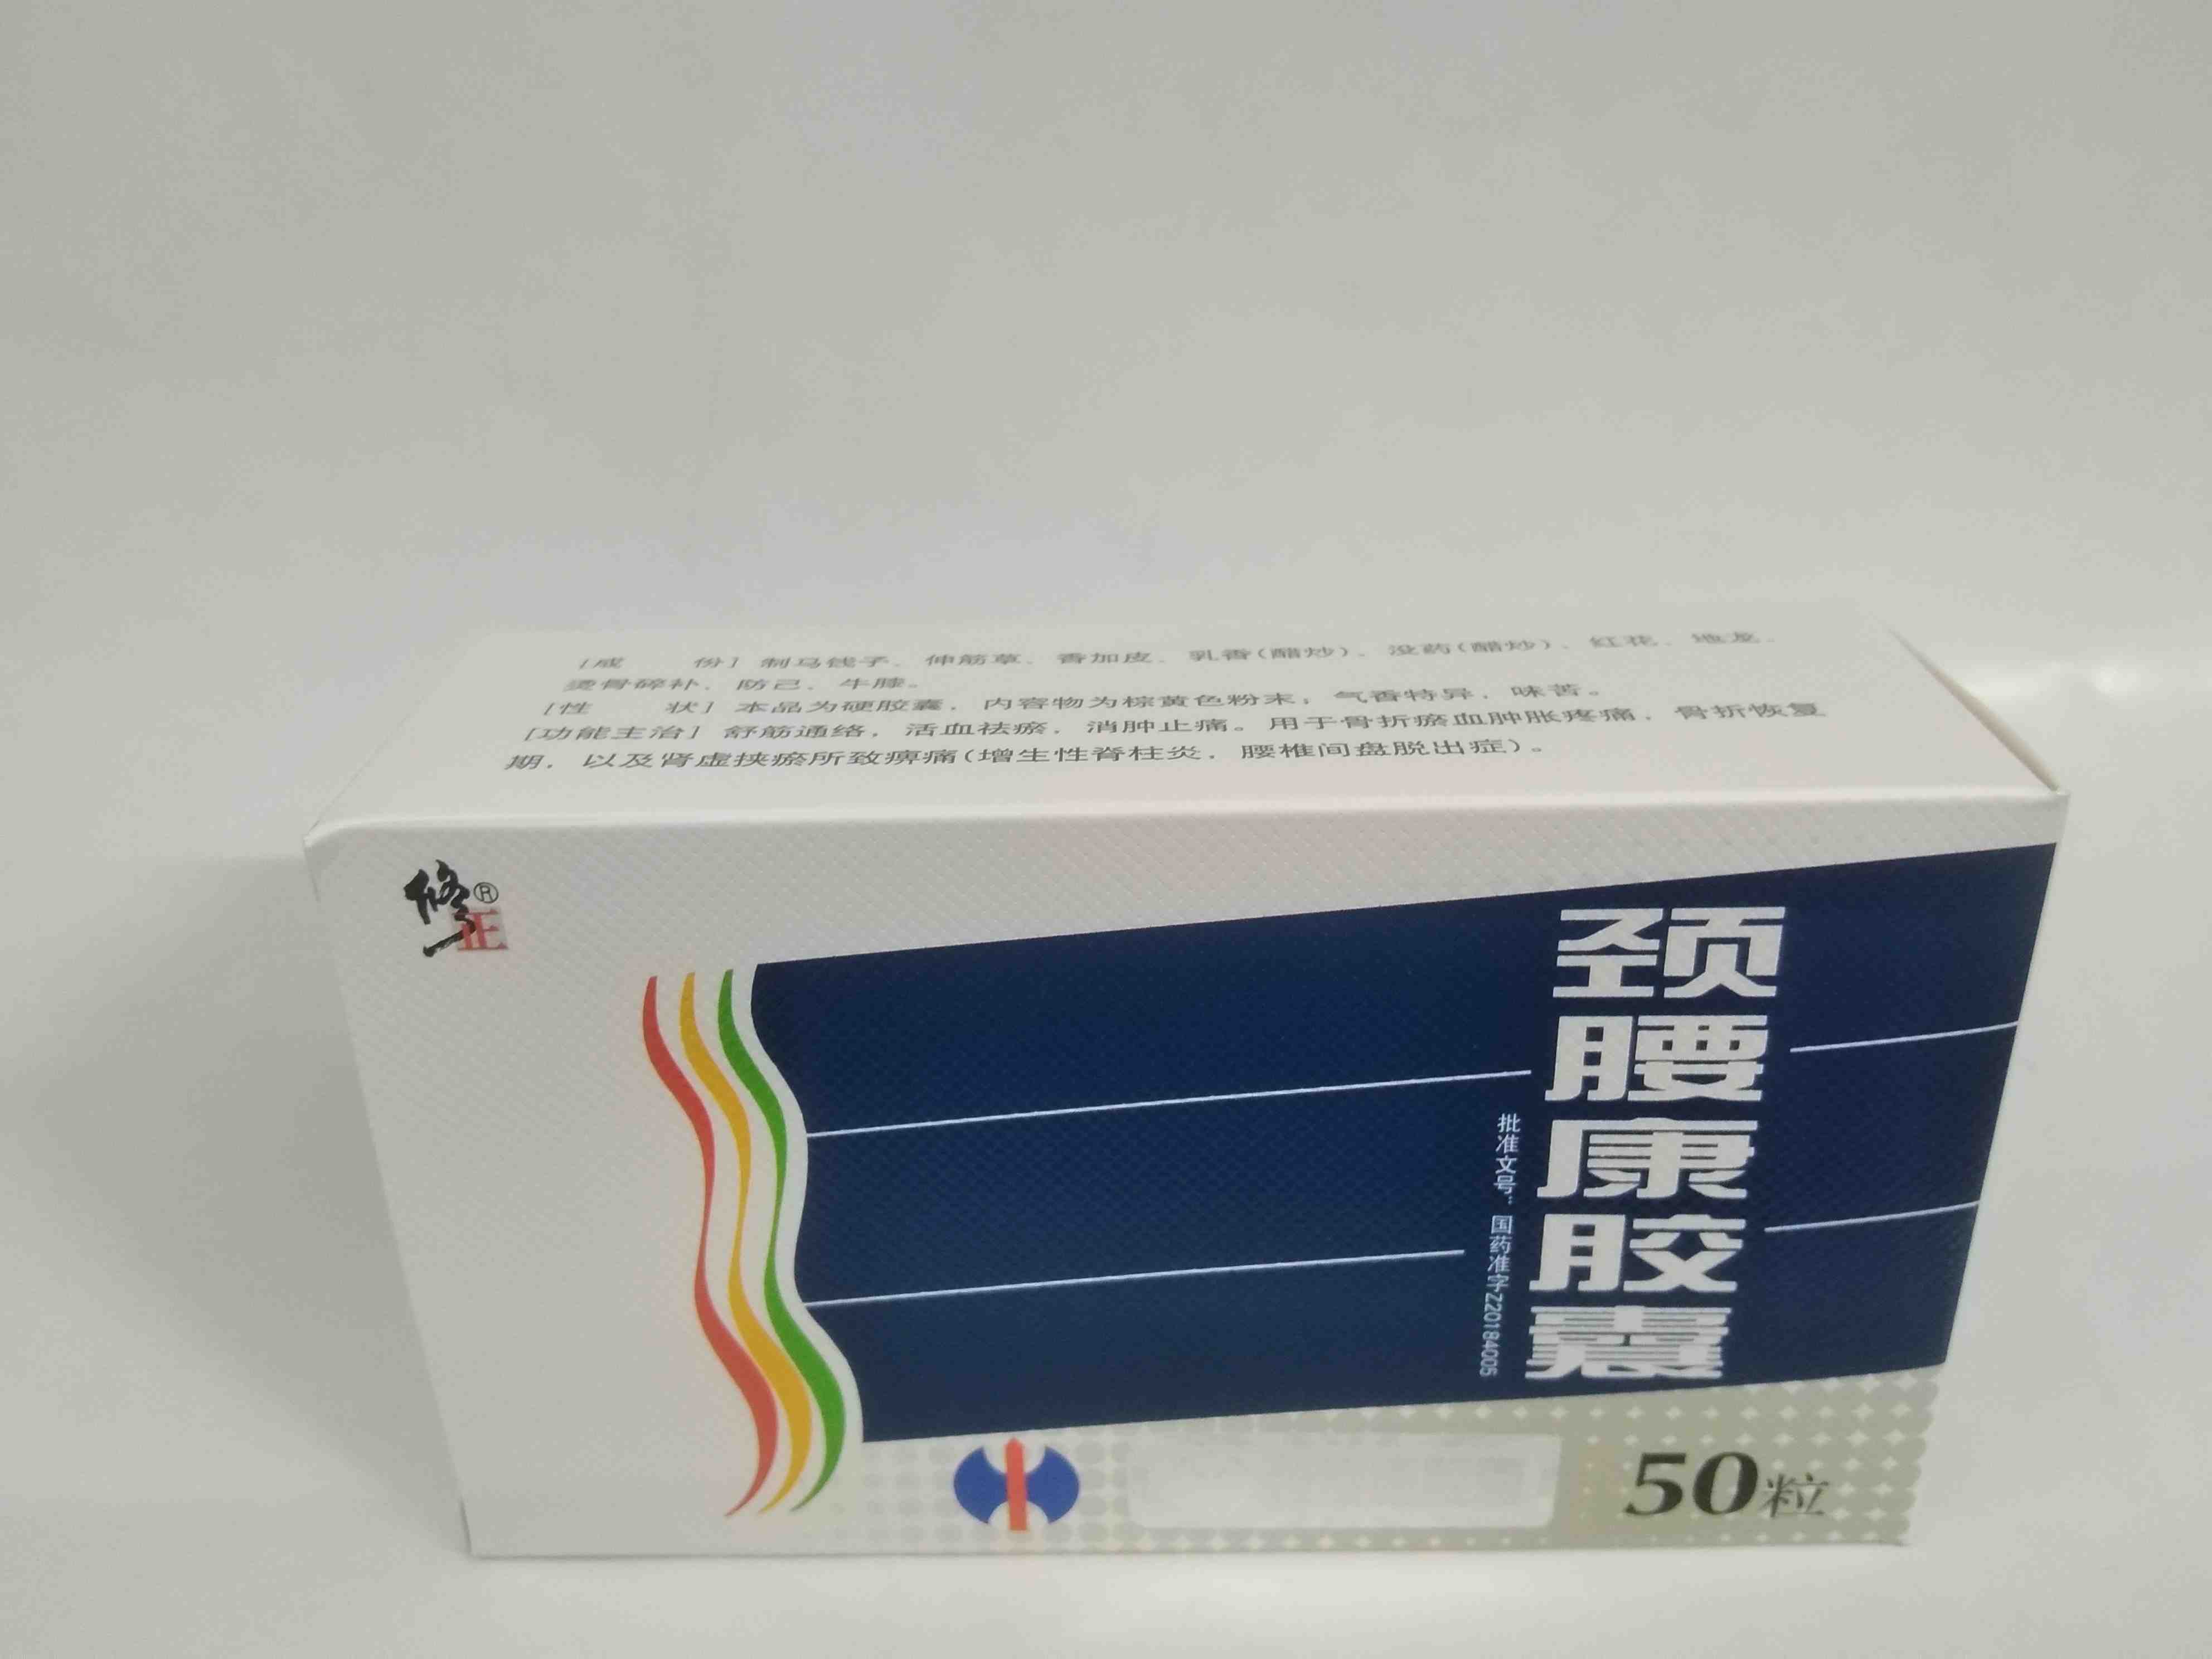 [成 份] 制马钱子、伸筋草、香加皮、乳香(醋炒)、没药(醋炒)、红花、地龙、
烫骨碎补、防己、牛膝。
[性 状] 本品为硬胶囊，内容物为棕黄色粉末；气香特异，味苦。
[功能主治] 舒筋通络，活血祛瘀，消肿止痛。用于骨折瘀血肿胀疼痛，骨折恢复
期，以及肾虚挟瘀所致痹痛(增生性脊柱炎，腰椎间盘脱出症)。
修正®
颈腰康胶囊
批准文号：国药准字Z20184005
50粒